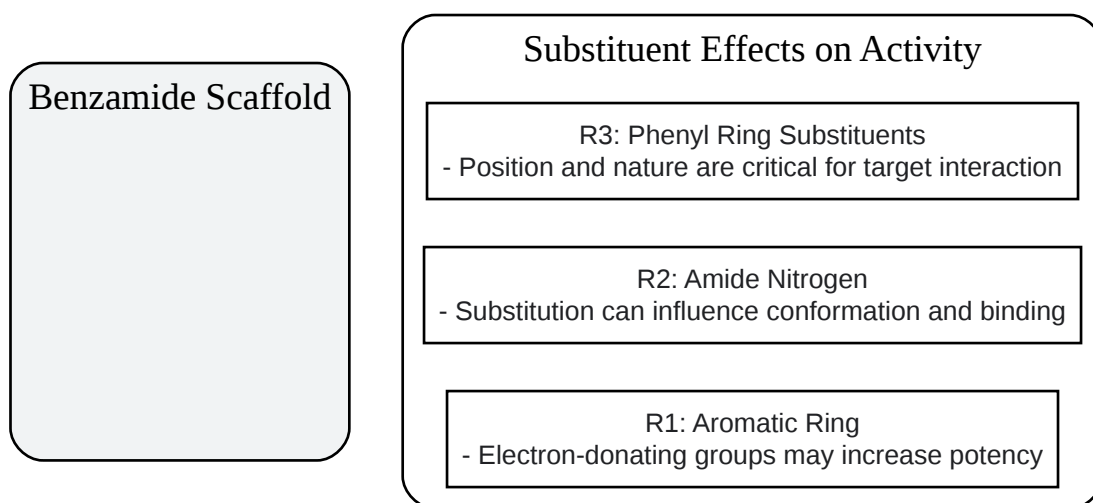 Benzamide Scaffold
Substituent Effects on Activity
R3: Phenyl Ring Substituents
- Position and nature are critical for target interaction
R2: Amide Nitrogen
- Substitution can influence conformation and binding
R1: Aromatic Ring
- Electron-donating groups may increase potency